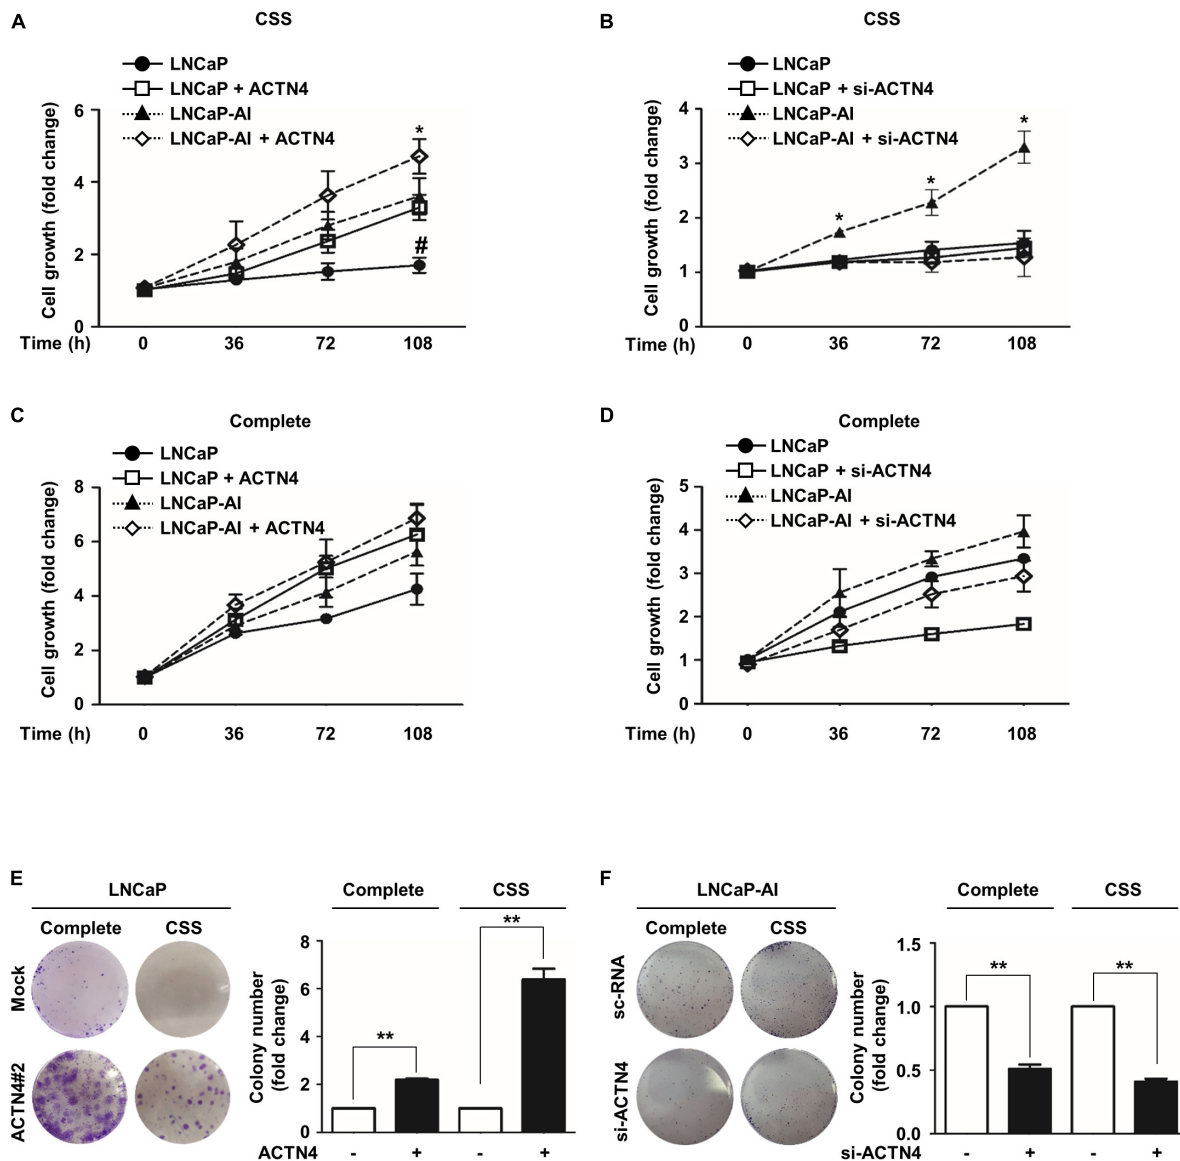 A
CSS
LNCaP
LNCaP + ACTN4
LNCaP-AI
LNCaP-AI + ACTN4
Cell growth (fold change)
6
4
2
0
*
#
Time (h) 0 36 72 108
B
CSS
LNCaP
LNCaP + si-ACTN4
LNCaP-AI
LNCaP-AI + si-ACTN4
Cell growth (fold change)
4
3
2
1
0
* * *
Time (h) 0 36 72 108
C
Complete
LNCaP
LNCaP + ACTN4
LNCaP-AI
LNCaP-AI + ACTN4
Cell growth (fold change)
8
6
4
2
0
Time (h) 0 36 72 108
D
Complete
LNCaP
LNCaP + si-ACTN4
LNCaP-AI
LNCaP-AI + si-ACTN4
Cell growth (fold change)
5
4
3
2
1
0
Time (h) 0 36 72 108
E
LNCaP
Complete CSS
Mock
ACTN4#2
Complete CSS
Colony number
(fold change)
8
6
4
2
0
** **
ACTN4 - + - +
F
LNCaP-AI
Complete CSS
sc-RNA
si-ACTN4
Complete CSS
Colony number
(fold change)
1.5
1.0
0.5
0.0
** **
si-ACTN4 - + - +